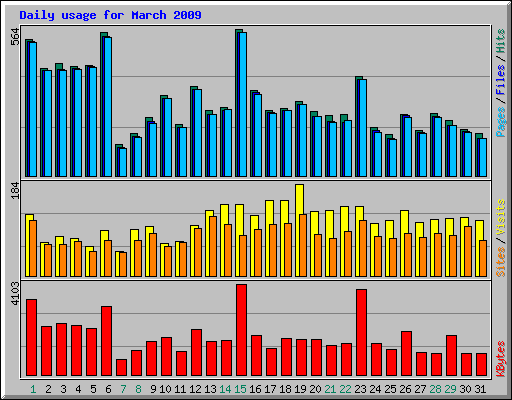 Daily usage for March 2009
564
Pages / Files / Hits
184
Sites / Visits
4103
KBytes
1 2 3 4 5 6 7 8 9 10 11 12 13 14 15 16 17 18 19 20 21 22 23 24 25 26 27 28 29 30 31